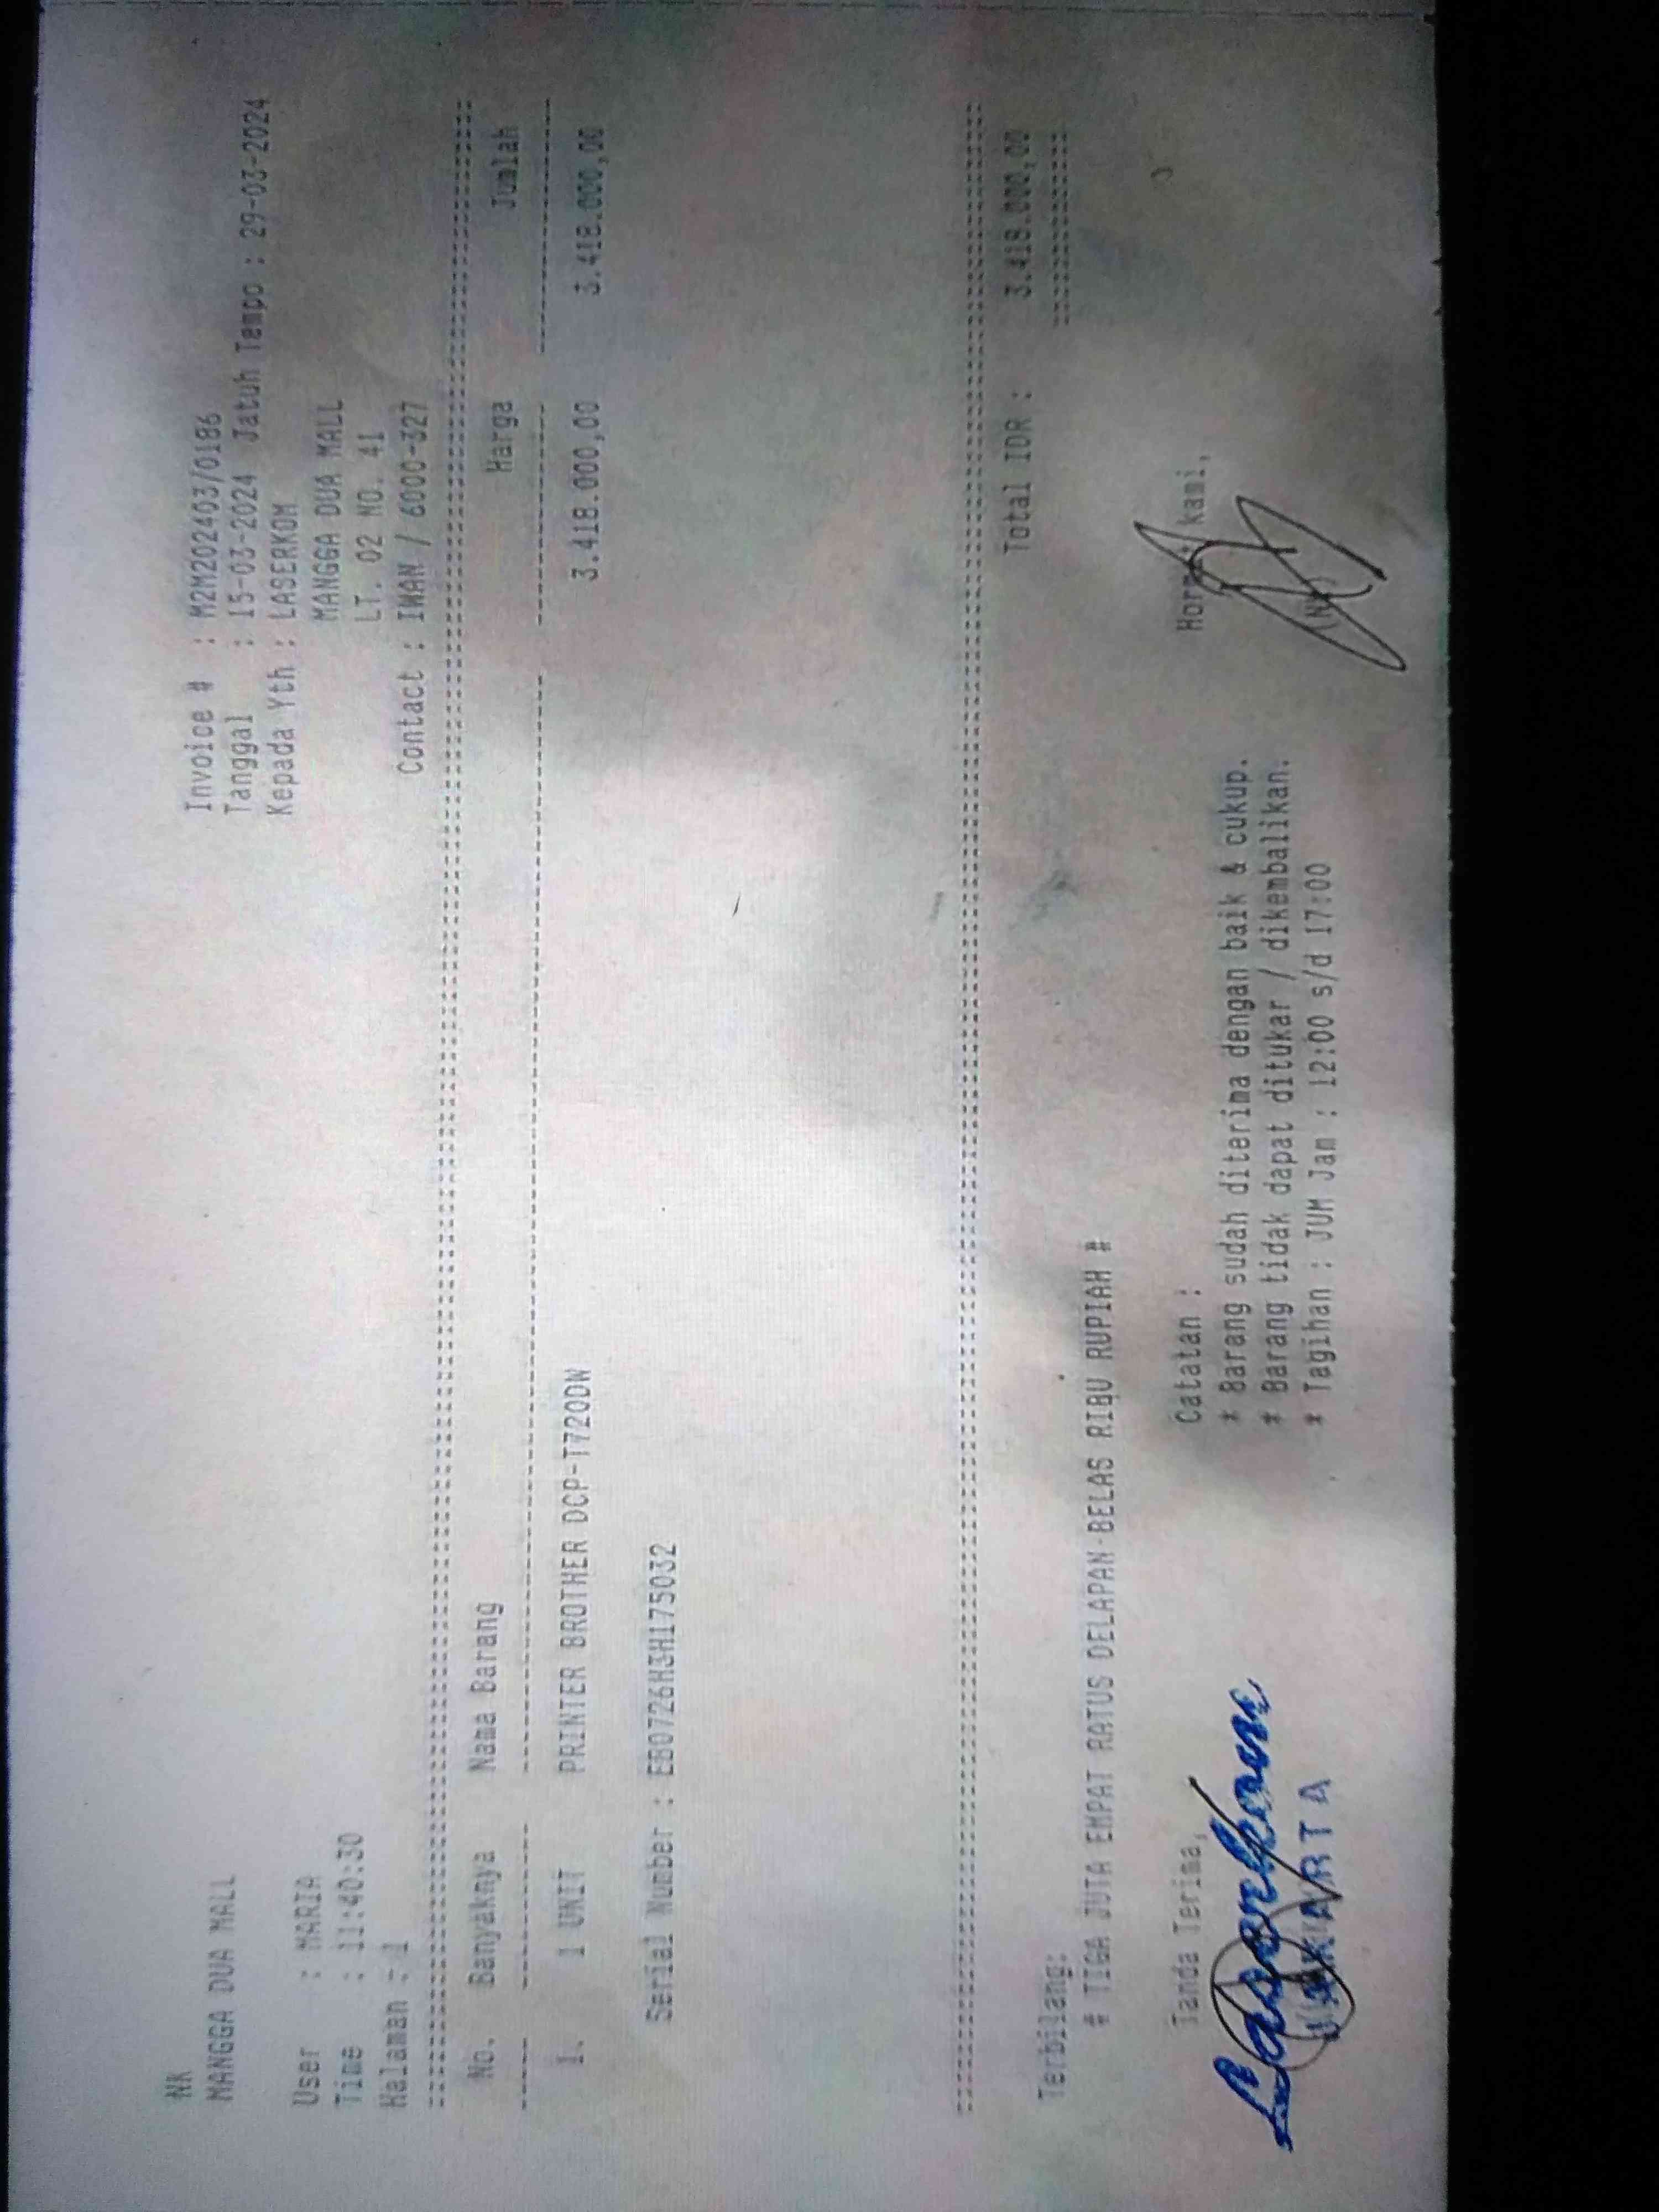 NK
MANGGA DUA MALL
Invoice # : M2M202403/0186
Tanggal : 15-03-2024 Jatuh Tempo : 29-03-2024
Kepada Yth : LASERKOM
MANGGA DUA MALL
LT. 02 NO. 41
Contact : IWAN / 6000-327
User : MARIA
Time : 11:40:30
Halaman : 1
No. Banyaknya Nama Barang Harga Jumlah
1. 1 UNIT PRINTER BROTHER DCP-T720DW 3.418.000,00 3.418.000,00
Serial Number : EB0726H3H175032
Total IDR : 3.418.000,00
Terbilang:
# TIGA JUTA EMPAT RATUS DELAPAN BELAS RIBU RUPIAH #
Tanda Terima,
Catatan :
* Barang sudah diterima dengan baik & cukup.
* Barang tidak dapat ditukar / dikembalikan.
* Tagihan : JUM Jam : 12:00 s/d 17:00
kami,
(NK)
Laserkom
JAKARTA